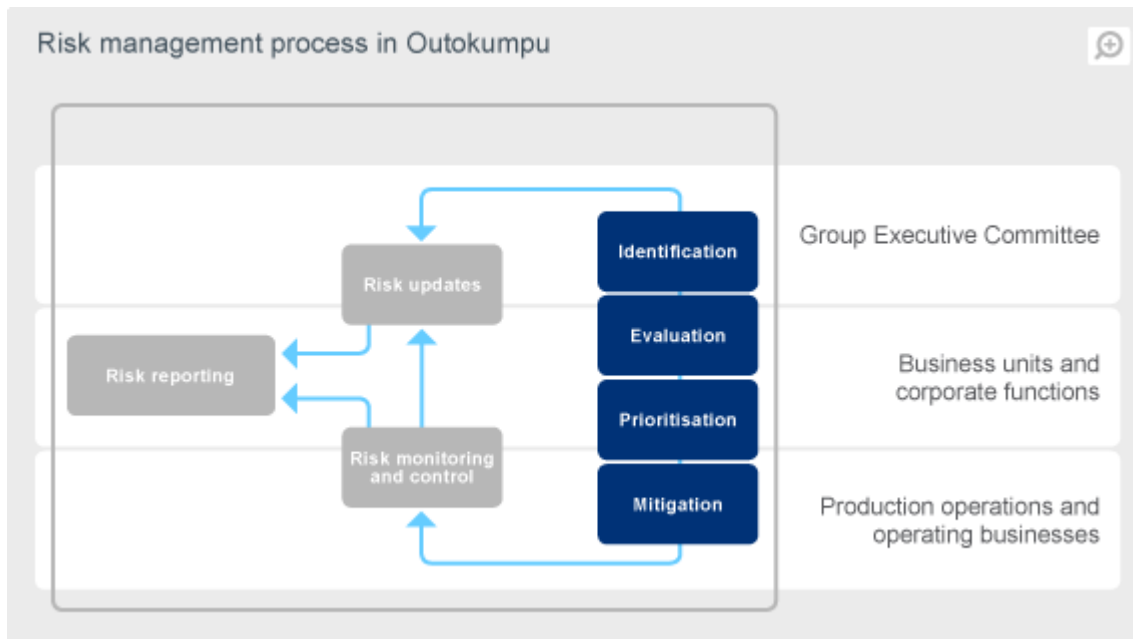 Risk management process in Outokumpu
Identification
Group Executive Committee
Risk updates
Evaluation
Business units and
corporate functions
Risk reporting
Prioritisation
Risk monitoring
and control
Mitigation
Production operations and
operating businesses